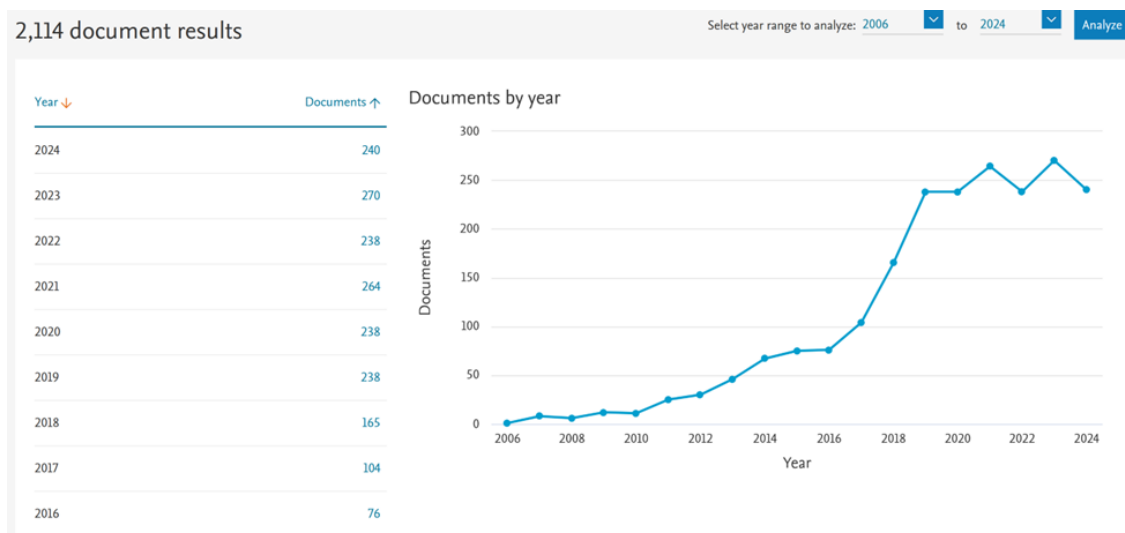 2,114 document results
Select year range to analyze: 2006 to 2024 Analyze
Year Documents
2024 240
2023 270
2022 238
2021 264
2020 238
2019 238
2018 165
2017 104
2016 76
Documents by year
300
250
200
150
100
50
0
Documents
2006 2008 2010 2012 2014 2016 2018 2020 2022 2024
Year